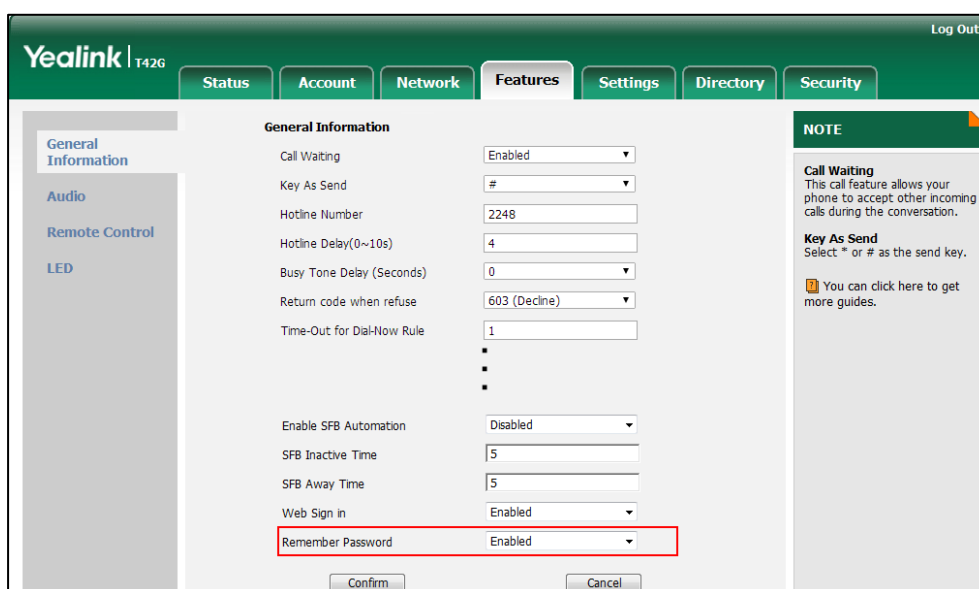 Log Out
Yealink | T42G
Status Account Network Features Settings Directory Security
General
Information
Audio
Remote Control
LED
General Information
Call Waiting Enabled
Key As Send #
Hotline Number 2248
Hotline Delay(0~10s) 4
Busy Tone Delay (Seconds) 0
Return code when refuse 603 (Decline)
Time-Out for Dial-Now Rule 1
Enable SFB Automation Disabled
SFB Inactive Time 5
SFB Away Time 5
Web Sign in Enabled
Remember Password Enabled
Confirm Cancel
NOTE
Call Waiting
This call feature allows your
phone to accept other incoming
calls during the conversation.
Key As Send
Select * or # as the send key.
? You can click here to get
more guides.